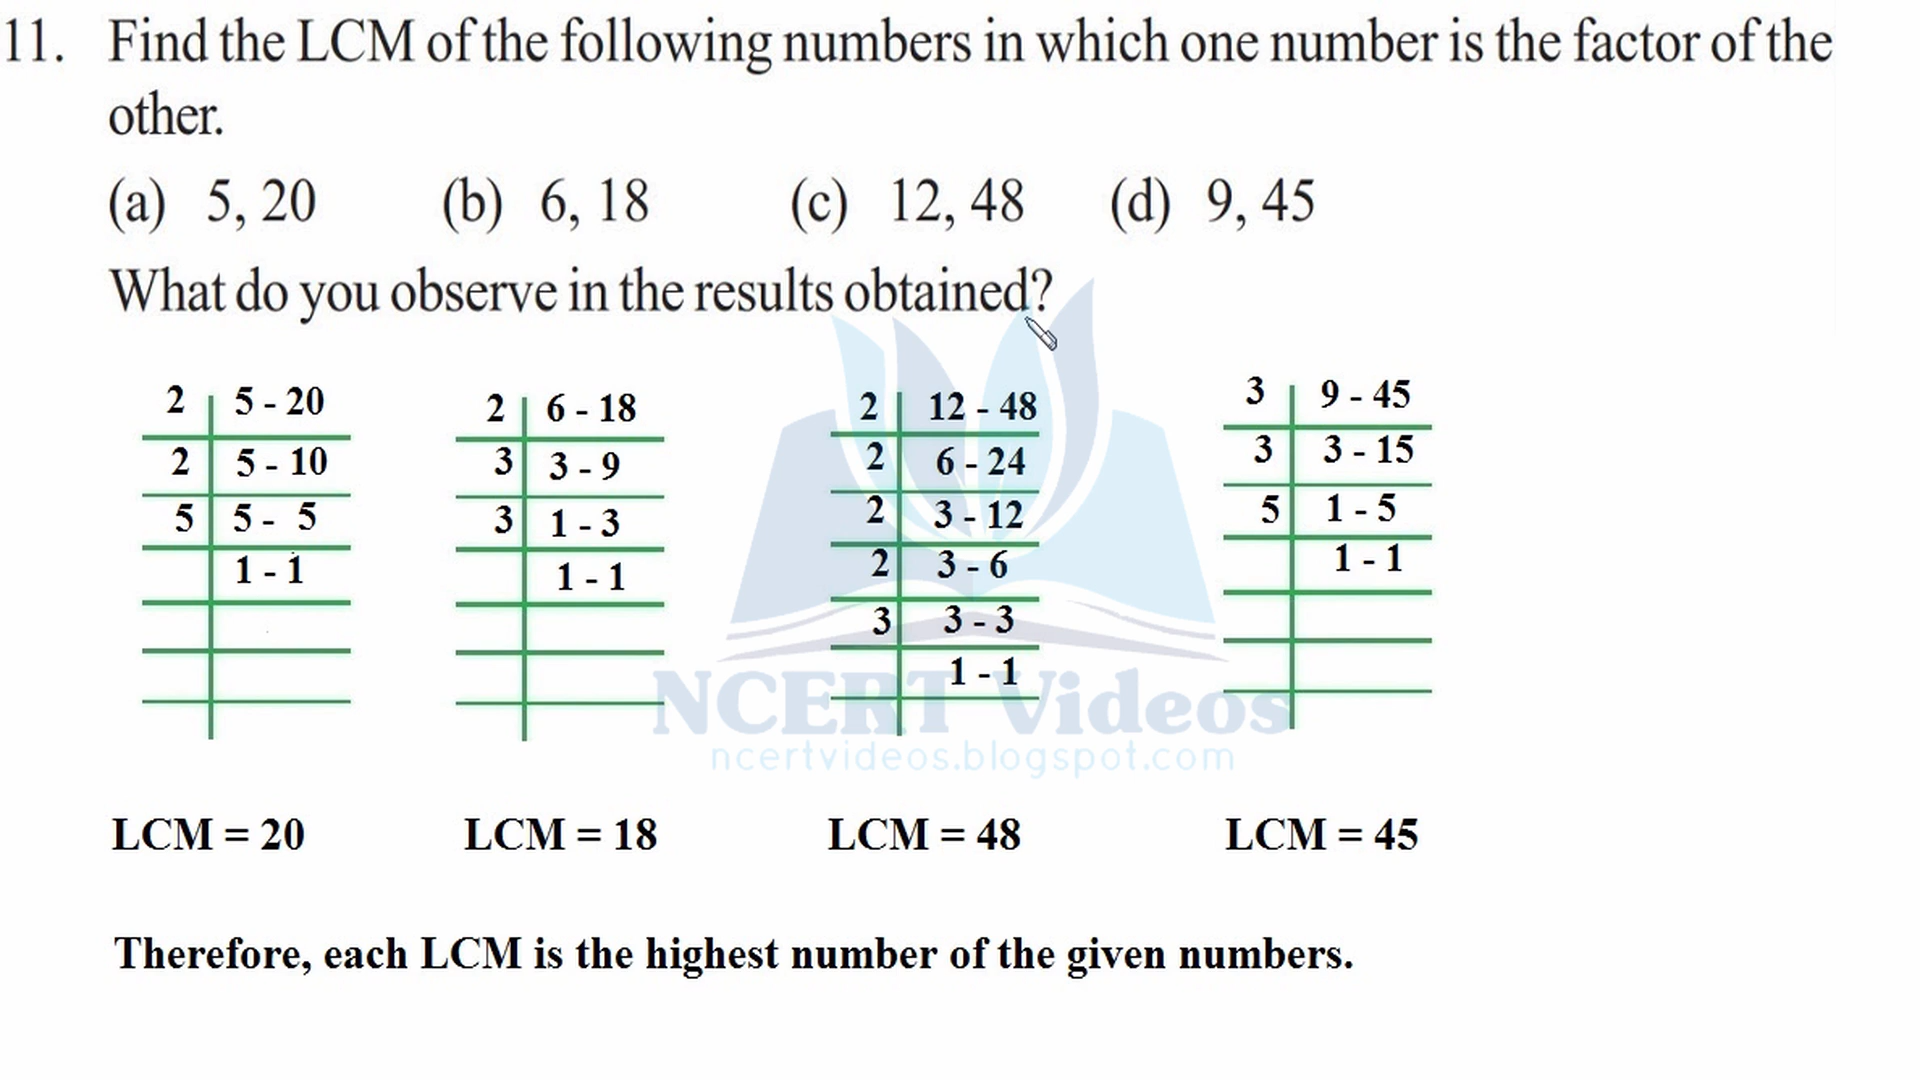 11. Find the LCM of the following numbers in which one number is the factor of the
other.
(a) 5, 20 (b) 6, 18 (c) 12, 48 (d) 9, 45
What do you observe in the results obtained?
2 5 - 20
2 5 - 10
5 5 - 5
1 - 1
2 6 - 18
3 3 - 9
3 1 - 3
1 - 1
2 12 - 48
2 6 - 24
2 3 - 12
2 3 - 6
3 3 - 3
1 - 1
3 9 - 45
3 3 - 15
5 1 - 5
1 - 1
NCERT Videos
ncertvideos.blogspot.com
LCM = 20 LCM = 18 LCM = 48 LCM = 45
Therefore, each LCM is the highest number of the given numbers.